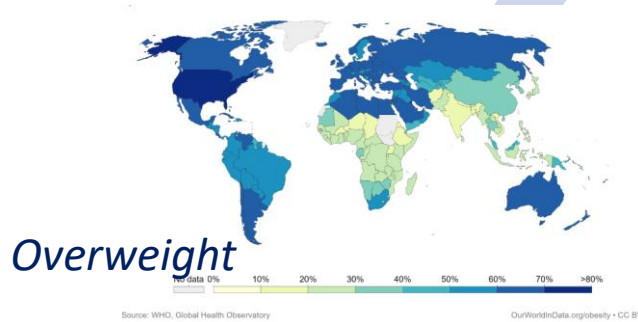 Overweight
No data 0% 10% 20% 30% 40% 50% 60% 70% >80%
Source: WHO, Global Health Observatory
OurWorldInData.org/obesity • CC B